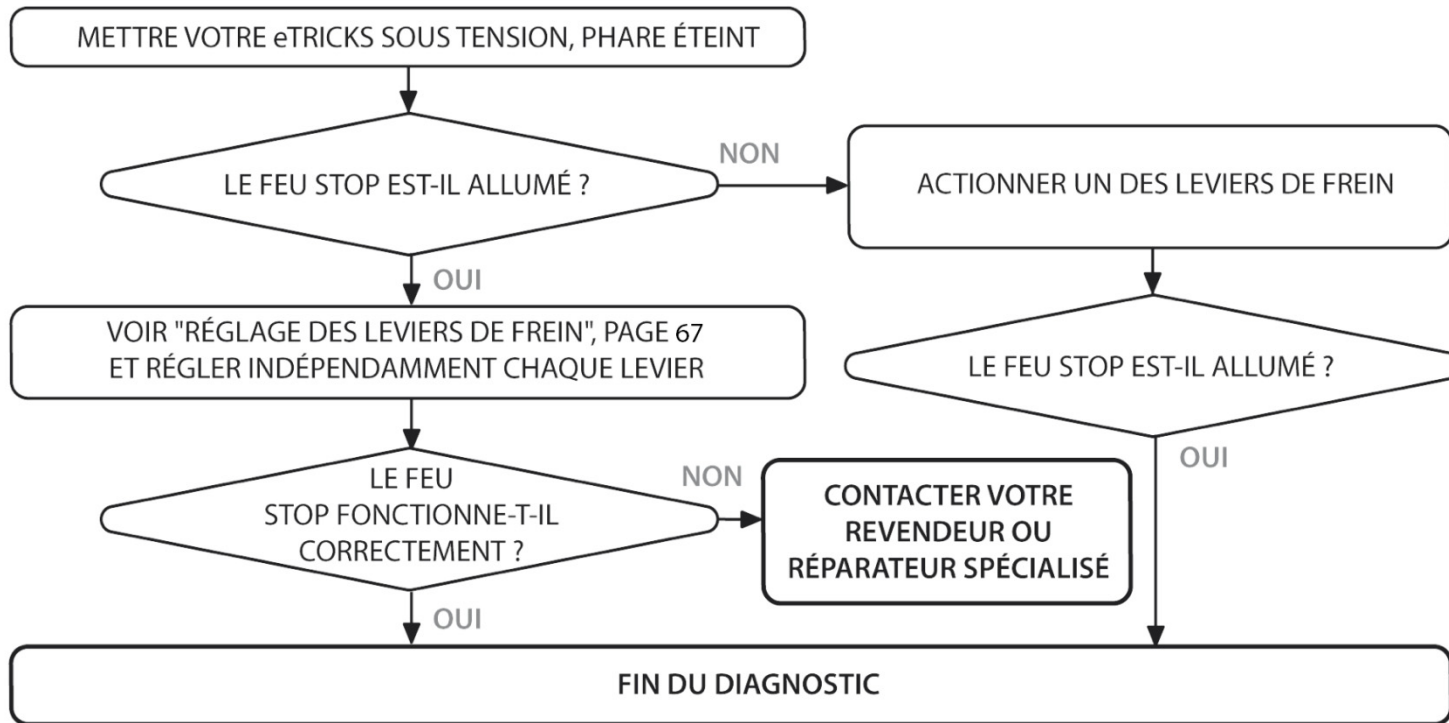 METTRE VOTRE eTRICKS SOUS TENSION, PHARE ÉTEINT
LE FEU STOP EST-IL ALLUMÉ ?
NON
ACTIONNER UN DES LEVIERS DE FREIN
OUI
VOIR "RÉGLAGE DES LEVIERS DE FREIN", PAGE 67
ET RÉGLER INDÉPENDAMMENT CHAQUE LEVIER
LE FEU STOP EST-IL ALLUMÉ ?
OUI
LE FEU
STOP FONCTIONNE-T-IL
CORRECTEMENT ?
NON
CONTACTER VOTRE
REVENDEUR OU
RÉPARATEUR SPÉCIALISÉ
OUI
FIN DU DIAGNOSTIC